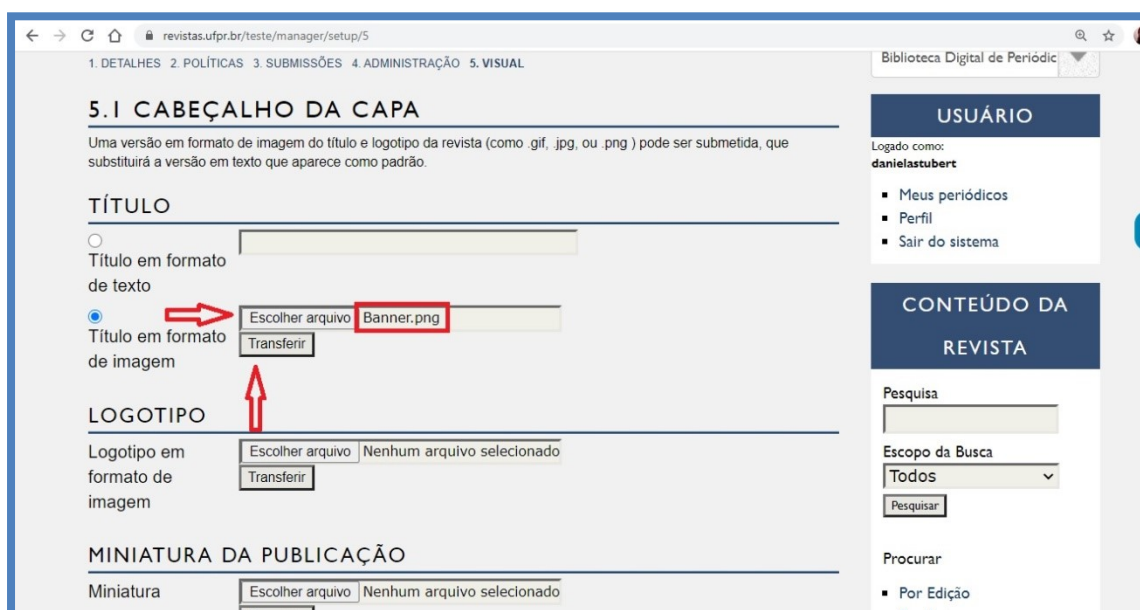 revistas.ufpr.br/teste/manager/setup/5
1. DETALHES 2. POLÍTICAS 3. SUBMISSÕES 4. ADMINISTRAÇÃO 5. VISUAL
5.1 CABEÇALHO DA CAPA
Uma versão em formato de imagem do título e logotipo da revista (como .gif, .jpg, ou .png ) pode ser submetida, que
substituirá a versão em texto que aparece como padrão.
TÍTULO
Título em formato
de texto
Título em formato
de imagem
Escolher arquivo Banner.png
Transferir
LOGOTIPO
Logotipo em
formato de
imagem
Escolher arquivo Nenhum arquivo selecionado
Transferir
MINIATURA DA PUBLICAÇÃO
Miniatura
Escolher arquivo Nenhum arquivo selecionado
Biblioteca Digital de Periódic
USUÁRIO
Logado como:
danielastubert
Meus periódicos
Perfil
Sair do sistema
CONTEÚDO DA
REVISTA
Pesquisa
Escopo da Busca
Todos
Pesquisar
Procurar
Por Edição